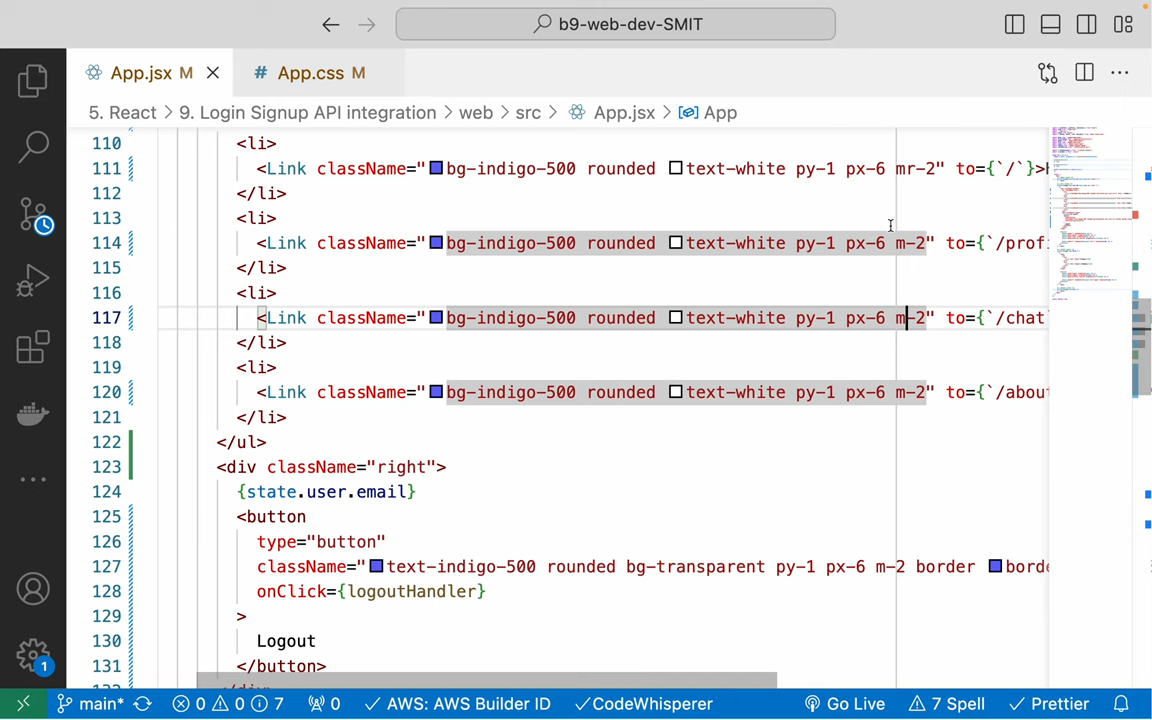 b9-web-dev-SMIT
App.jsx M
# App.css M
5. React > 9. Login Signup API integration > web > src > App.jsx > App
110 <li>
111 <Link className="bg-indigo-500 rounded text-white py-1 px-6 mr-2" to={`/`}>
112 </li>
113 <li>
114 <Link className="bg-indigo-500 rounded text-white py-1 px-6 m-2" to={`/prof
115 </li>
116 <li>
117 <Link className="bg-indigo-500 rounded text-white py-1 px-6 m-2" to={`/chat`
118 </li>
119 <li>
120 <Link className="bg-indigo-500 rounded text-white py-1 px-6 m-2" to={`/about
121 </li>
122 </ul>
123 <div className="right">
124 {state.user.email}
125 <button
126 type="button"
127 className="text-indigo-500 rounded bg-transparent py-1 px-6 m-2 border borde
128 onClick={logoutHandler}
129 >
130 Logout
131 </button>
1
main* 0 0 7 0 AWS: AWS Builder ID CodeWhisperer Go Live 7 Spell Prettier